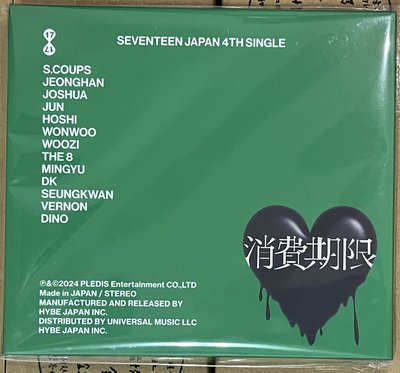 17
17
SEVENTEEN JAPAN 4TH SINGLE
S.COUPS
JEONGHAN
JOSHUA
JUN
HOSHI
WONWOO
WOOZI
THE 8
MINGYU
DK
SEUNGKWAN
VERNON
DINO
消費期限
℗&©2024 PLEDIS Entertainment CO.,LTD
Made in JAPAN / STEREO
MANUFACTURED AND RELEASED BY
HYBE JAPAN INC.
DISTRIBUTED BY UNIVERSAL MUSIC LLC
HYBE JAPAN INC.